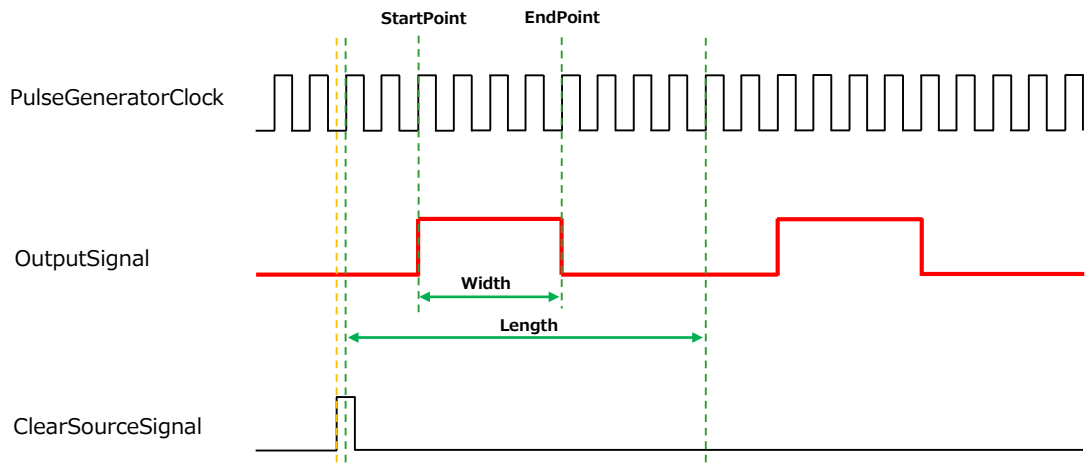 StartPoint
EndPoint
PulseGeneratorClock
OutputSignal
Width
Length
ClearSourceSignal